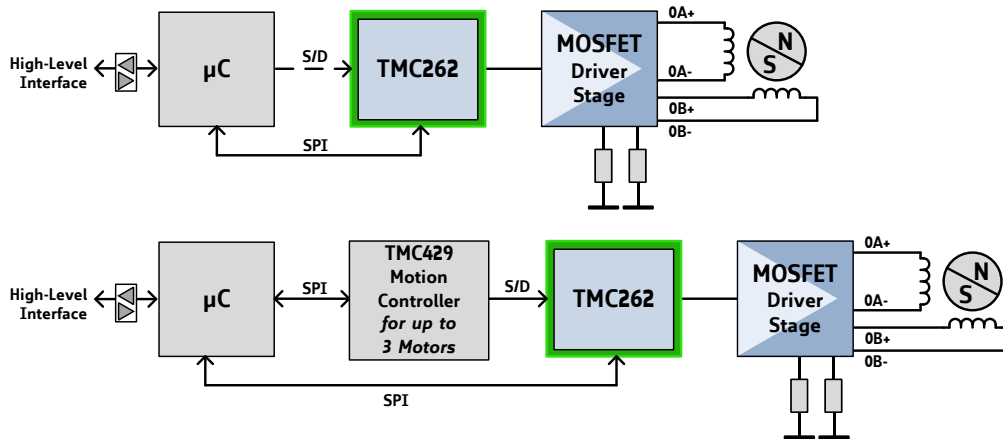 High-Level
Interface
µC
S/D
TMC262
SPI
MOSFET
Driver
Stage
0A+
0A-
0B+
0B-
N
S
High-Level
Interface
µC
SPI
TMC429
Motion
Controller
for up to
3 Motors
S/D
TMC262
SPI
MOSFET
Driver
Stage
0A+
0A-
0B+
0B-
N
S